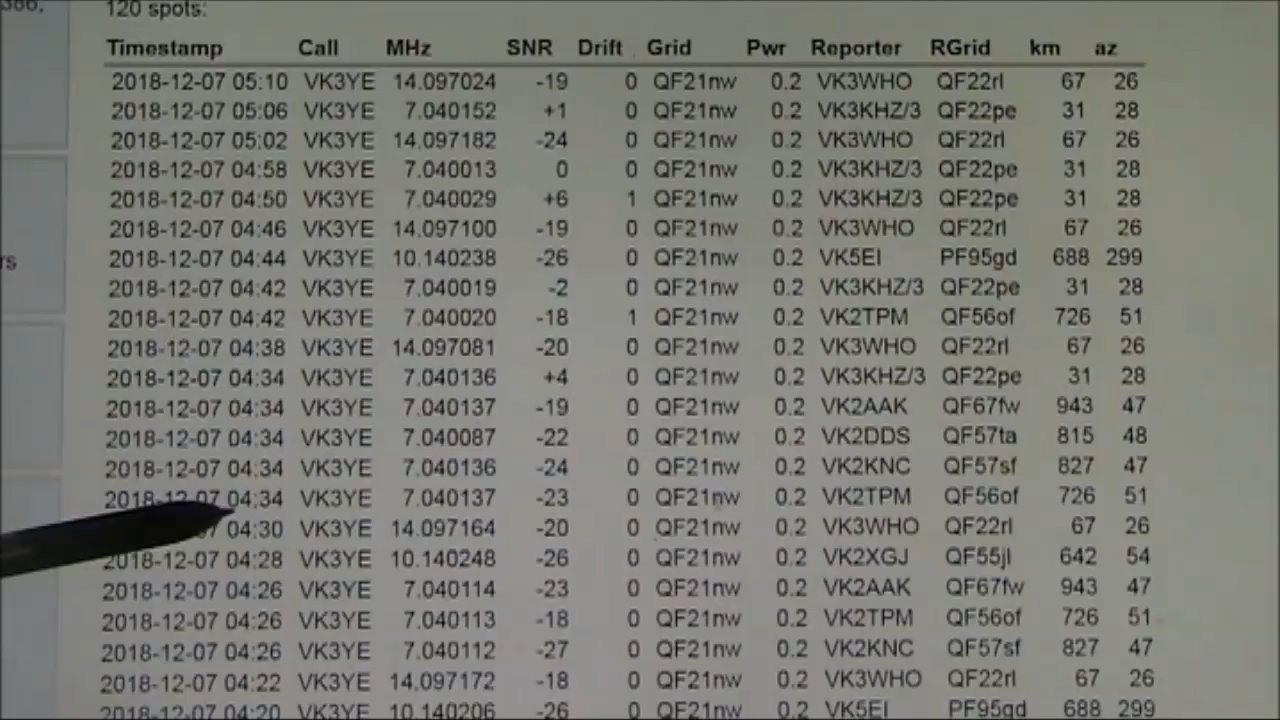 386,
120 spots:
Timestamp Call MHz SNR Drift Grid Pwr Reporter RGrid km az
2018-12-07 05:10 VK3YE 14.097024 -19 0 QF21nw 0.2 VK3WHO QF22rl 67 26
2018-12-07 05:06 VK3YE 7.040152 +1 0 QF21nw 0.2 VK3KHZ/3 QF22pe 31 28
2018-12-07 05:02 VK3YE 14.097182 -24 0 QF21nw 0.2 VK3WHO QF22rl 67 26
2018-12-07 04:58 VK3YE 7.040013 0 0 QF21nw 0.2 VK3KHZ/3 QF22pe 31 28
2018-12-07 04:50 VK3YE 7.040029 +6 1 QF21nw 0.2 VK3KHZ/3 QF22pe 31 28
2018-12-07 04:46 VK3YE 14.097100 -19 0 QF21nw 0.2 VK3WHO QF22rl 67 26
rs
2018-12-07 04:44 VK3YE 10.140238 -26 0 QF21nw 0.2 VK5EI PF95gd 688 299
2018-12-07 04:42 VK3YE 7.040019 -2 0 QF21nw 0.2 VK3KHZ/3 QF22pe 31 28
2018-12-07 04:42 VK3YE 7.040020 -18 1 QF21nw 0.2 VK2TPM QF56of 726 51
2018-12-07 04:38 VK3YE 14.097081 -20 0 QF21nw 0.2 VK3WHO QF22rl 67 26
2018-12-07 04:34 VK3YE 7.040136 +4 0 QF21nw 0.2 VK3KHZ/3 QF22pe 31 28
2018-12-07 04:34 VK3YE 7.040137 -19 0 QF21nw 0.2 VK2AAK QF67fw 943 47
2018-12-07 04:34 VK3YE 7.040087 -22 0 QF21nw 0.2 VK2DDS QF57ta 815 48
2018-12-07 04:34 VK3YE 7.040136 -24 0 QF21nw 0.2 VK2KNC QF57sf 827 47
2018-12-07 04:34 VK3YE 7.040137 -23 0 QF21nw 0.2 VK2TPM QF56of 726 51
04:30 VK3YE 14.097164 -20 0 QF21nw 0.2 VK3WHO QF22rl 67 26
2018-12-07 04:28 VK3YE 10.140248 -26 0 QF21nw 0.2 VK2XGJ QF55jl 642 54
2018-12-07 04:26 VK3YE 7.040114 -23 0 QF21nw 0.2 VK2AAK QF67fw 943 47
2018-12-07 04:26 VK3YE 7.040113 -18 0 QF21nw 0.2 VK2TPM QF56of 726 51
2018-12-07 04:26 VK3YE 7.040112 -27 0 QF21nw 0.2 VK2KNC QF57sf 827 47
2018-12-07 04:22 VK3YE 14.097172 -18 0 QF21nw 0.2 VK3WHO QF22rl 67 26
2018-12-07 04:20 VK3YE 10.140206 -26 0 QF21nw 0.2 VK5EI PF95gd 688 299